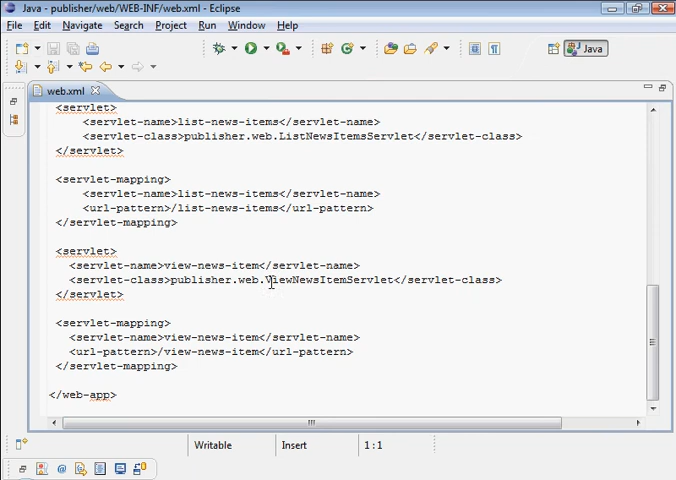 Java - publisher/web/WEB-INF/web.xml - Eclipse
File Edit Navigate Search Project Run Window Help
Java
web.xml
<servlet>
<servlet-name>list-news-items</servlet-name>
<servlet-class>publisher.web.ListNewsItemsServlet</servlet-class>
</servlet>
<servlet-mapping>
<servlet-name>list-news-items</servlet-name>
<url-pattern>/list-news-items</url-pattern>
</servlet-mapping>
<servlet>
<servlet-name>view-news-item</servlet-name>
<servlet-class>publisher.web.ViewNewsItemServlet</servlet-class>
</servlet>
<servlet-mapping>
<servlet-name>view-news-item</servlet-name>
<url-pattern>/view-news-item</url-pattern>
</servlet-mapping>
</web-app>
Writable Insert 1 : 1